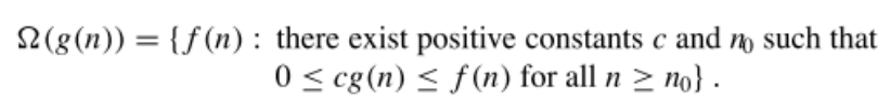 Ω(g(n)) = {f(n) : there exist positive constants c and n₀ such that
0 ≤ cg(n) ≤ f(n) for all n ≥ n₀} .